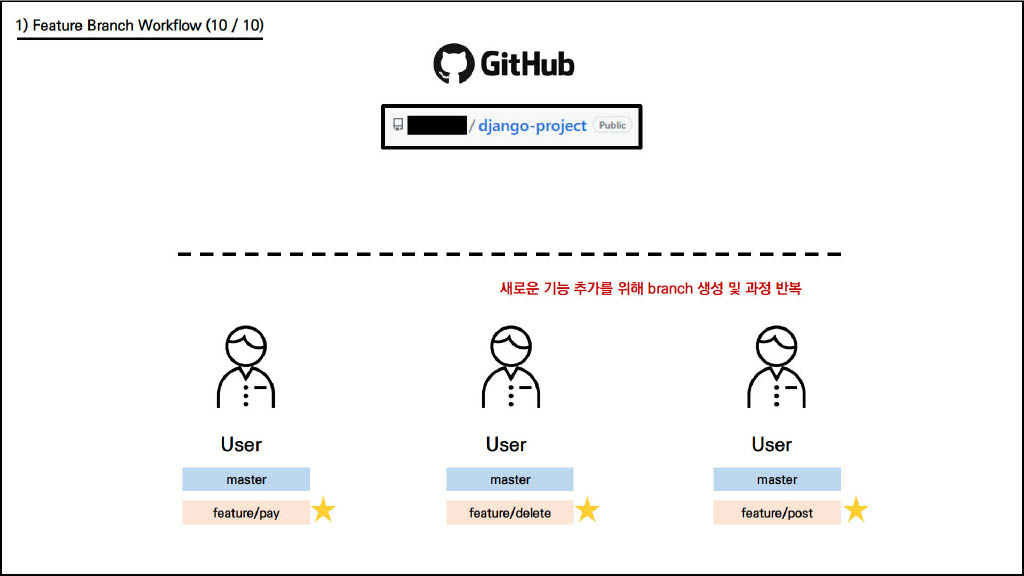 1) Feature Branch Workflow (10 / 10)
GitHub
/ django-project Public
새로운 기능 추가를 위해 branch 생성 및 과정 반복
User User User
master master master
feature/pay feature/delete feature/post